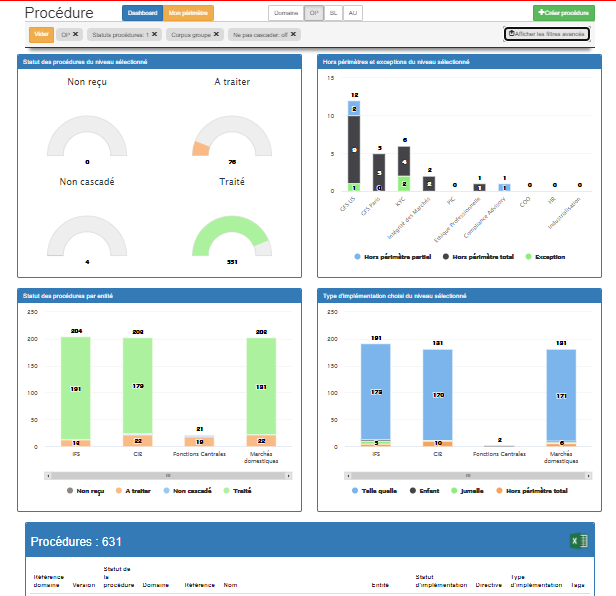 Procédure
Dashboard Mon périmètre
Domaine OP BL AU
Créer procédure
Vider OP ✕ Statuts procédures: 1 ✕ Corpus groupe ✕ Ne pas cascader: off ✕
Afficher les filtres avancés
Statut des procédures du niveau sélectionné
Non reçu
A traiter
0
76
Non cascadé
Traité
4
551
Hors périmètres et exceptions du niveau sélectionné
15
10
5
0
12
2
9
1
5
5
0
6
4
2
2
2
0
1
1
1
1
0
0
0
GFS US
GFS Paris
KYC
Intégrité des Marchés
PIC
Ethique Professionnelle
Compliance Advisory
COO
HR
Industrialisation
Hors périmètre partiel Hors périmètre total Exception
Statut des procédures par entité
250
200
150
100
50
0
204
191
202
179
22
21
19
202
181
22
IFS
CIB
Fonctions Centrales
Marchés
domestiques
Non reçu A traiter Non cascadé Traité
Type d'implémentation choisi du niveau sélectionné
250
200
150
100
50
0
191
173
5
181
170
10
2
181
171
6
IFS
CIB
Fonctions Centrales
Marchés
domestiques
Telle quelle Enfant Jumelle Hors périmètre total
Procédures : 631
Référence
domaine
Version
Statut de
la
procédure
Domaine
Référence
Nom
Entité
Statut
d'implémentation
Directive
Type
d'implémentation
Tags